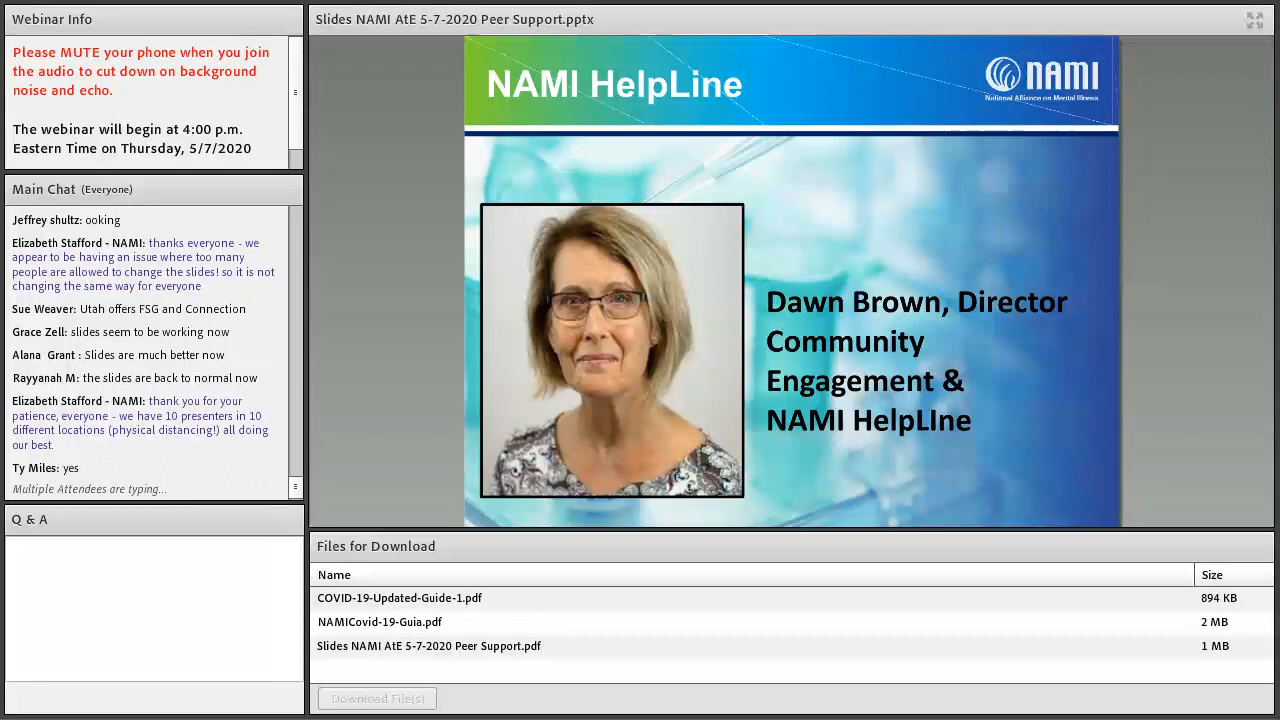 Webinar Info
Please MUTE your phone when you join
the audio to cut down on background
noise and echo.
The webinar will begin at 4:00 p.m.
Eastern Time on Thursday, 5/7/2020
Main Chat (Everyone)
Jeffrey shultz: ooking
Elizabeth Stafford - NAMI: thanks everyone - we
appear to be having an issue where too many
people are allowed to change the slides! so it is not
changing the same way for everyone
Sue Weaver: Utah offers FSG and Connection
Grace Zell: slides seem to be working now
Alana Grant : Slides are much better now
Rayyanah M: the slides are back to normal now
Elizabeth Stafford - NAMI: thank you for your
patience, everyone - we have 10 presenters in 10
different locations (physical distancing!) all doing
our best.
Ty Miles: yes
Multiple Attendees are typing...
Q & A
Slides NAMI AtE 5-7-2020 Peer Support.pptx
NAMI HelpLine
NAMI
National Alliance on Mental Illness
Dawn Brown, Director
Community
Engagement &
NAMI HelpLIne
Files for Download
Name Size
COVID-19-Updated-Guide-1.pdf 894 KB
NAMICovid-19-Guia.pdf 2 MB
Slides NAMI AtE 5-7-2020 Peer Support.pdf 1 MB
Download File(s)